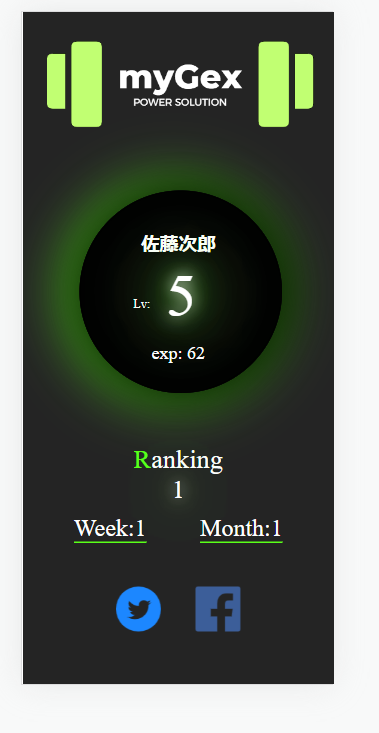 myGex
POWER SOLUTION
佐藤次郎
Lv: 5
exp: 62
Ranking
1
Week:1 Month:1